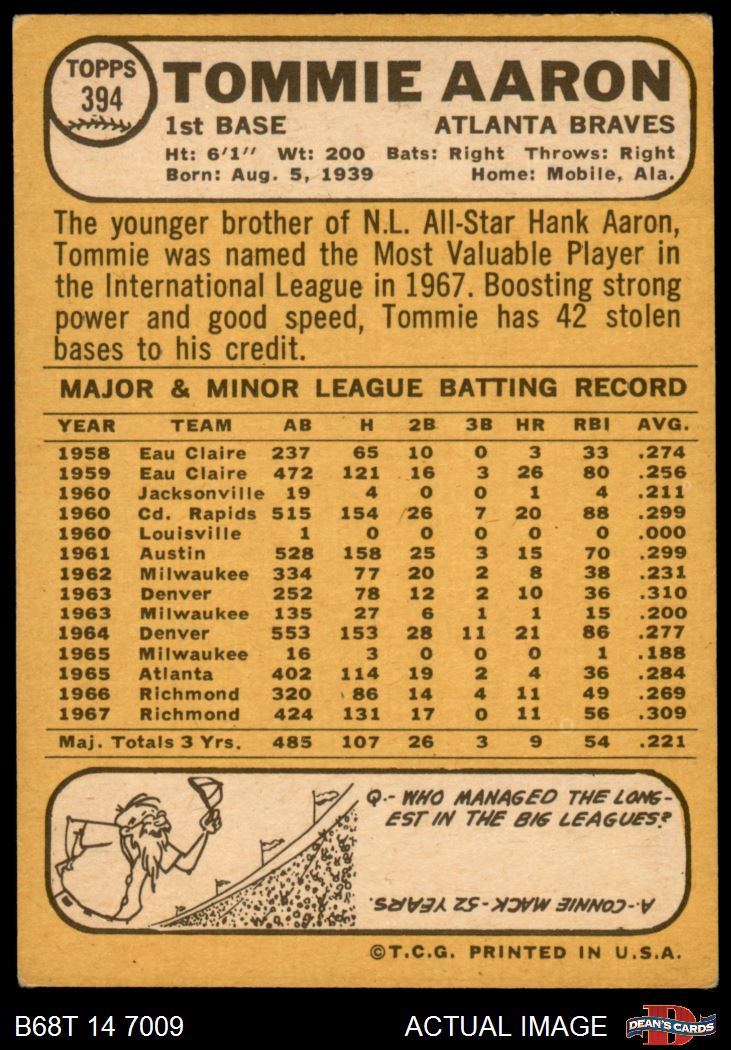 TOPPS
394
TOMMIE AARON
1st BASE ATLANTA BRAVES
Ht: 6'1" Wt: 200 Bats: Right Throws: Right
Born: Aug. 5, 1939 Home: Mobile, Ala.
The younger brother of N.L. All-Star Hank Aaron,
Tommie was named the Most Valuable Player in
the International League in 1967. Boosting strong
power and good speed, Tommie has 42 stolen
bases to his credit.
MAJOR & MINOR LEAGUE BATTING RECORD
YEAR TEAM AB H 2B 3B HR RBI AVG.
1958 Eau Claire 237 65 10 0 3 33 .274
1959 Eau Claire 472 121 16 3 26 80 .256
1960 Jacksonville 19 4 0 0 1 4 .211
1960 Cd. Rapids 515 154 26 7 20 88 .299
1960 Louisville 1 0 0 0 0 0 .000
1961 Austin 528 158 25 3 15 70 .299
1962 Milwaukee 334 77 20 2 8 38 .231
1963 Denver 252 78 12 2 10 36 .310
1963 Milwaukee 135 27 6 1 1 15 .200
1964 Denver 553 153 28 11 21 86 .277
1965 Milwaukee 16 3 0 0 0 1 .188
1965 Atlanta 402 114 19 2 4 36 .284
1966 Richmond 320 86 14 4 11 49 .269
1967 Richmond 424 131 17 0 11 56 .309
Maj. Totals 3 Yrs. 485 107 26 3 9 54 .221
Q.- WHO MANAGED THE LONG-
EST IN THE BIG LEAGUES?
A-CONNIE MACK-52 YEARS.
©T.C.G. PRINTED IN U.S.A.
B68T 14 7009 ACTUAL IMAGE DEAN'S CARDS